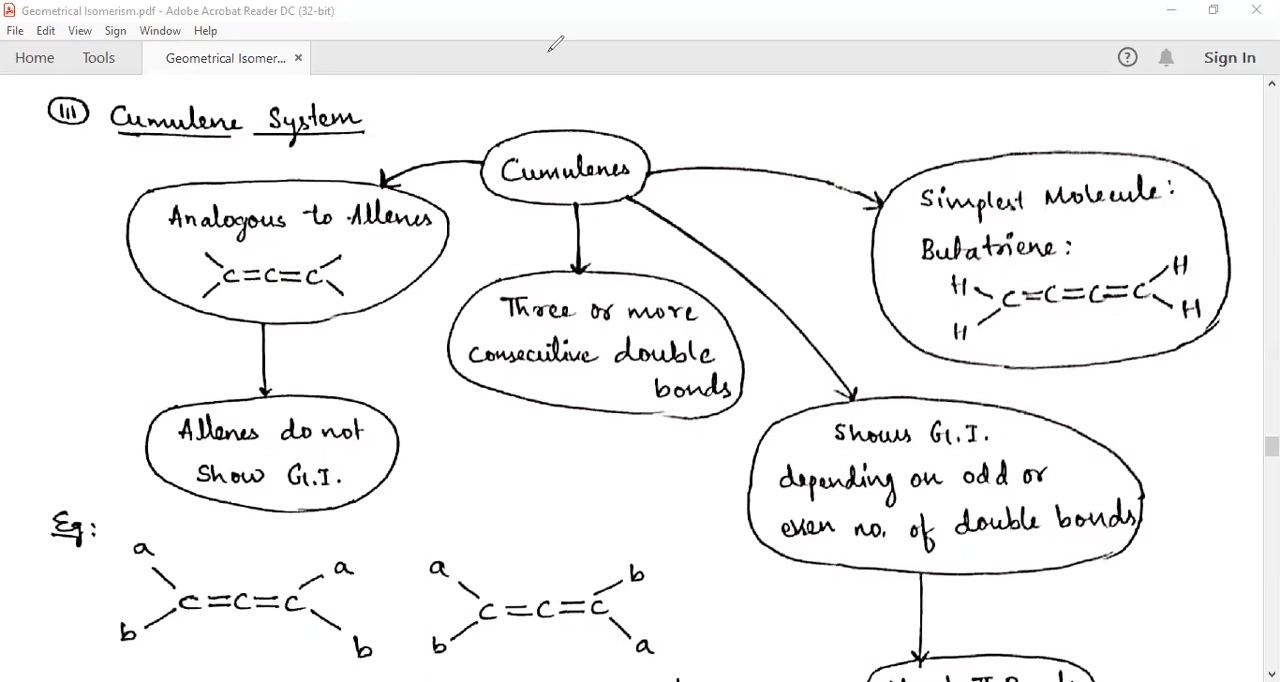 Geometrical Isomerism.pdf - Adobe Acrobat Reader DC (32-bit)
File Edit View Sign Window Help
Home Tools Geometrical Isomer... × Sign In
III Cumulene System
Cumulenes
Analogous to Allenes
C=C=C
Allenes do not
Show G.I.
Three or more
consecutive double
bonds
Simplest Molecule:
Butatriene:
H H
C=C=C=C
H H
Shows G.I.
depending on odd or
even no. of double bonds
Eg:
a a
C=C=C
b b
a b
C=C=C
b a